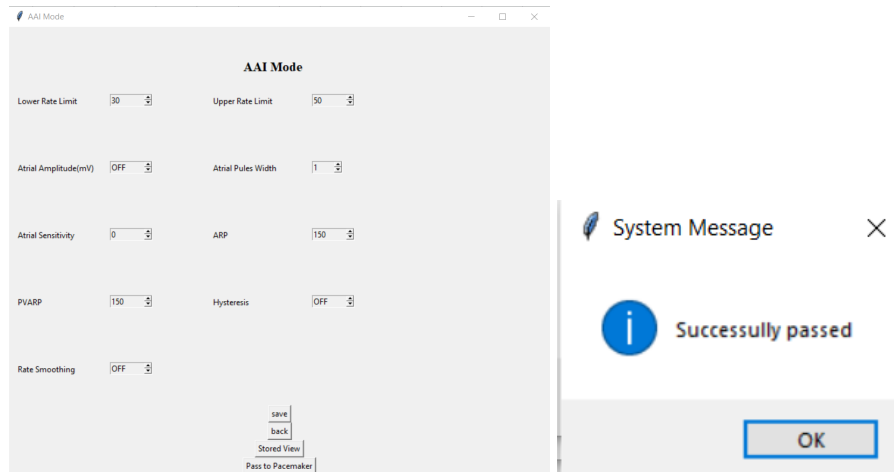 AAI Mode
AAI Mode
Lower Rate Limit 30 Upper Rate Limit 50
Atrial Amplitude(mV) OFF Atrial Pules Width 1
Atrial Sensitivity 0 ARP 150
PVARP 150 Hysteresis OFF
Rate Smoothing OFF
save
back
Stored View
Pass to Pacemaker
System Message
Successully passed
OK